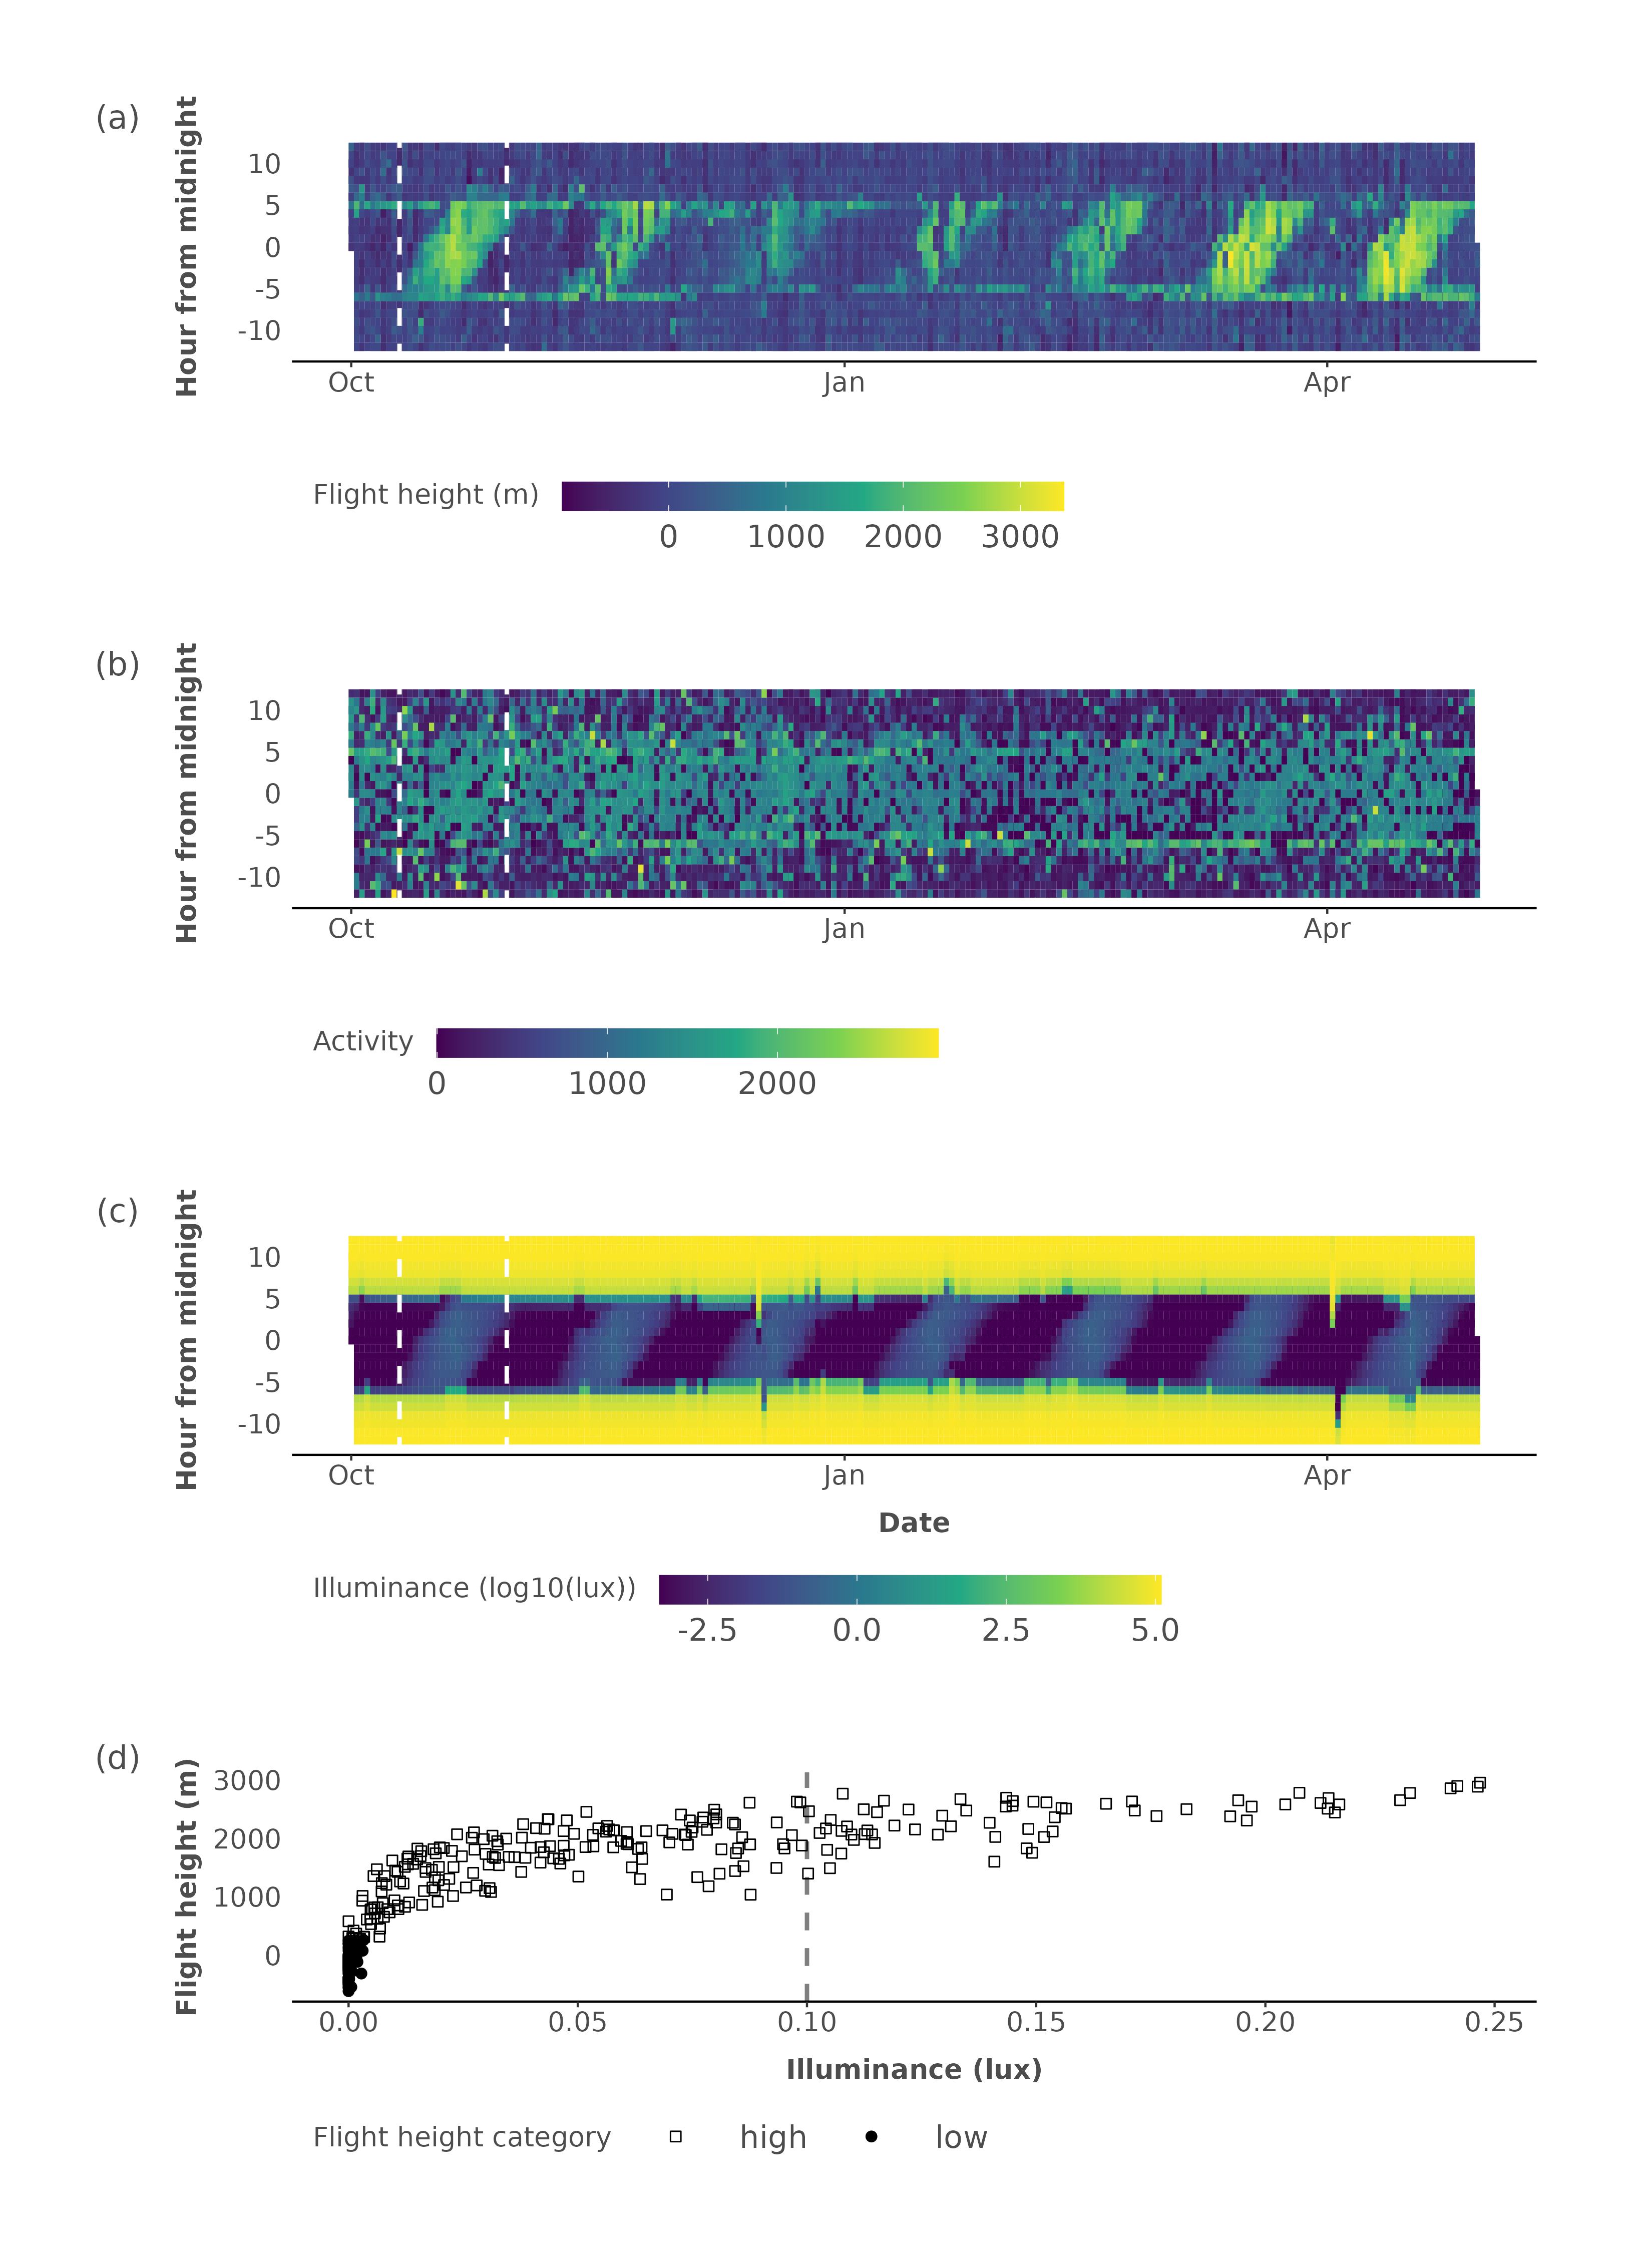 (a)
Hour from midnight
10
5
0
-5
-10
Oct Jan Apr
Flight height (m)
0 1000 2000 3000
(b)
Hour from midnight
10
5
0
-5
-10
Oct Jan Apr
Activity
0 1000 2000
(c)
Hour from midnight
10
5
0
-5
-10
Oct Jan Apr
Date
Illuminance (log10(lux))
-2.5 0.0 2.5 5.0
(d)
Flight height (m)
3000
2000
1000
0
0.00 0.05 0.10 0.15 0.20 0.25
Illuminance (lux)
Flight height category high low